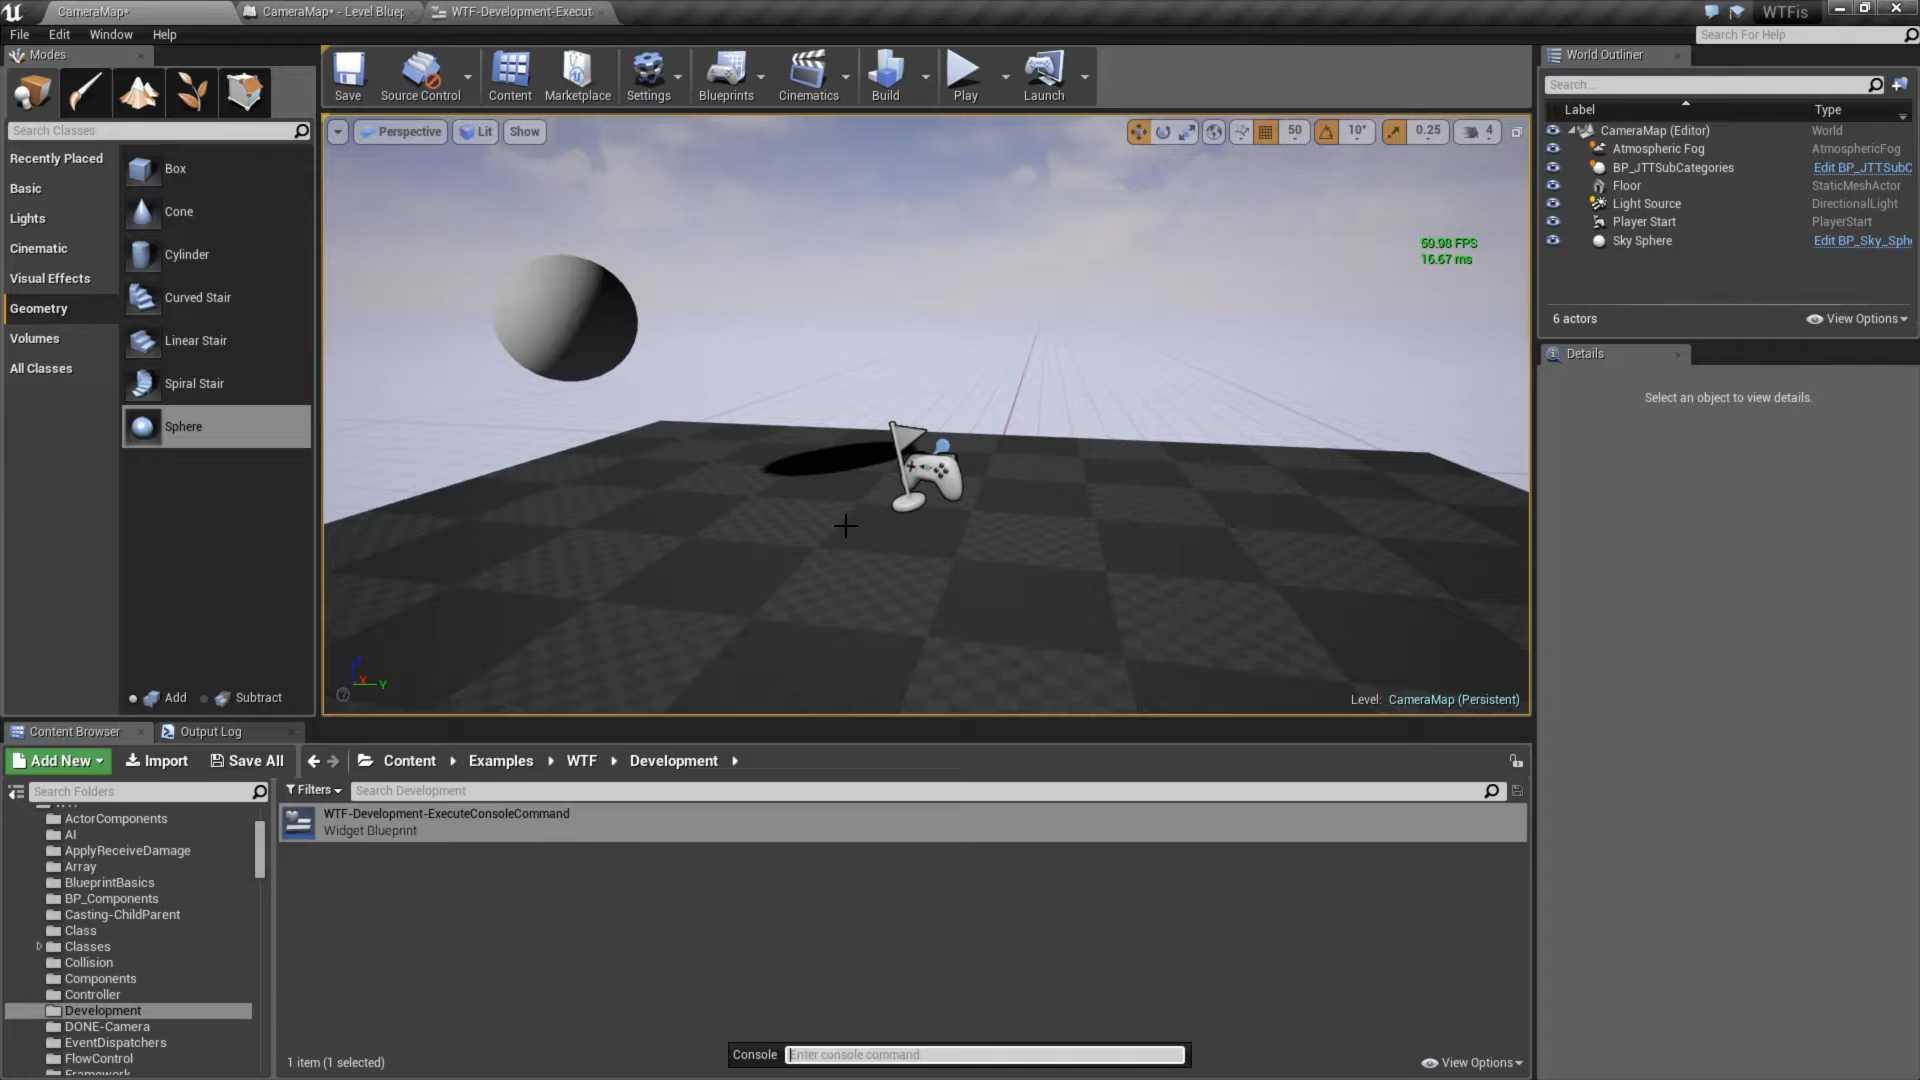 CameraMap*
CameraMap* - Level Bluep
WTF-Development-Execut
WTFis
File Edit Window Help
Search For Help
Modes
Save
Source Control
Content
Marketplace
Settings
Blueprints
Cinematics
Build
Play
Launch
World Outliner
Search...
Label
Type
CameraMap (Editor) World
Atmospheric Fog AtmosphericFog
BP_JTTSubCategories Edit BP_JTTSubC
Floor StaticMeshActor
Light Source DirectionalLight
Player Start PlayerStart
Sky Sphere Edit BP_Sky_Sph
6 actors
View Options
Details
Select an object to view details.
Search Classes
Recently Placed
Basic
Lights
Cinematic
Visual Effects
Geometry
Volumes
All Classes
Box
Cone
Cylinder
Curved Stair
Linear Stair
Spiral Stair
Sphere
Add
Subtract
Perspective
Lit
Show
50
10°
0.25
4
59.98 FPS
16.67 ms
Z
X
Y
Level: CameraMap (Persistent)
Content Browser
Output Log
Add New
Import
Save All
Content
Examples
WTF
Development
Search Folders
Filters
Search Development
ActorComponents
AI
ApplyReceiveDamage
Array
BlueprintBasics
BP_Components
Casting-ChildParent
Class
Classes
Collision
Components
Controller
Development
DONE-Camera
EventDispatchers
FlowControl
Framework
WTF-Development-ExecuteConsoleCommand
Widget Blueprint
1 item (1 selected)
Console
Enter console command
View Options